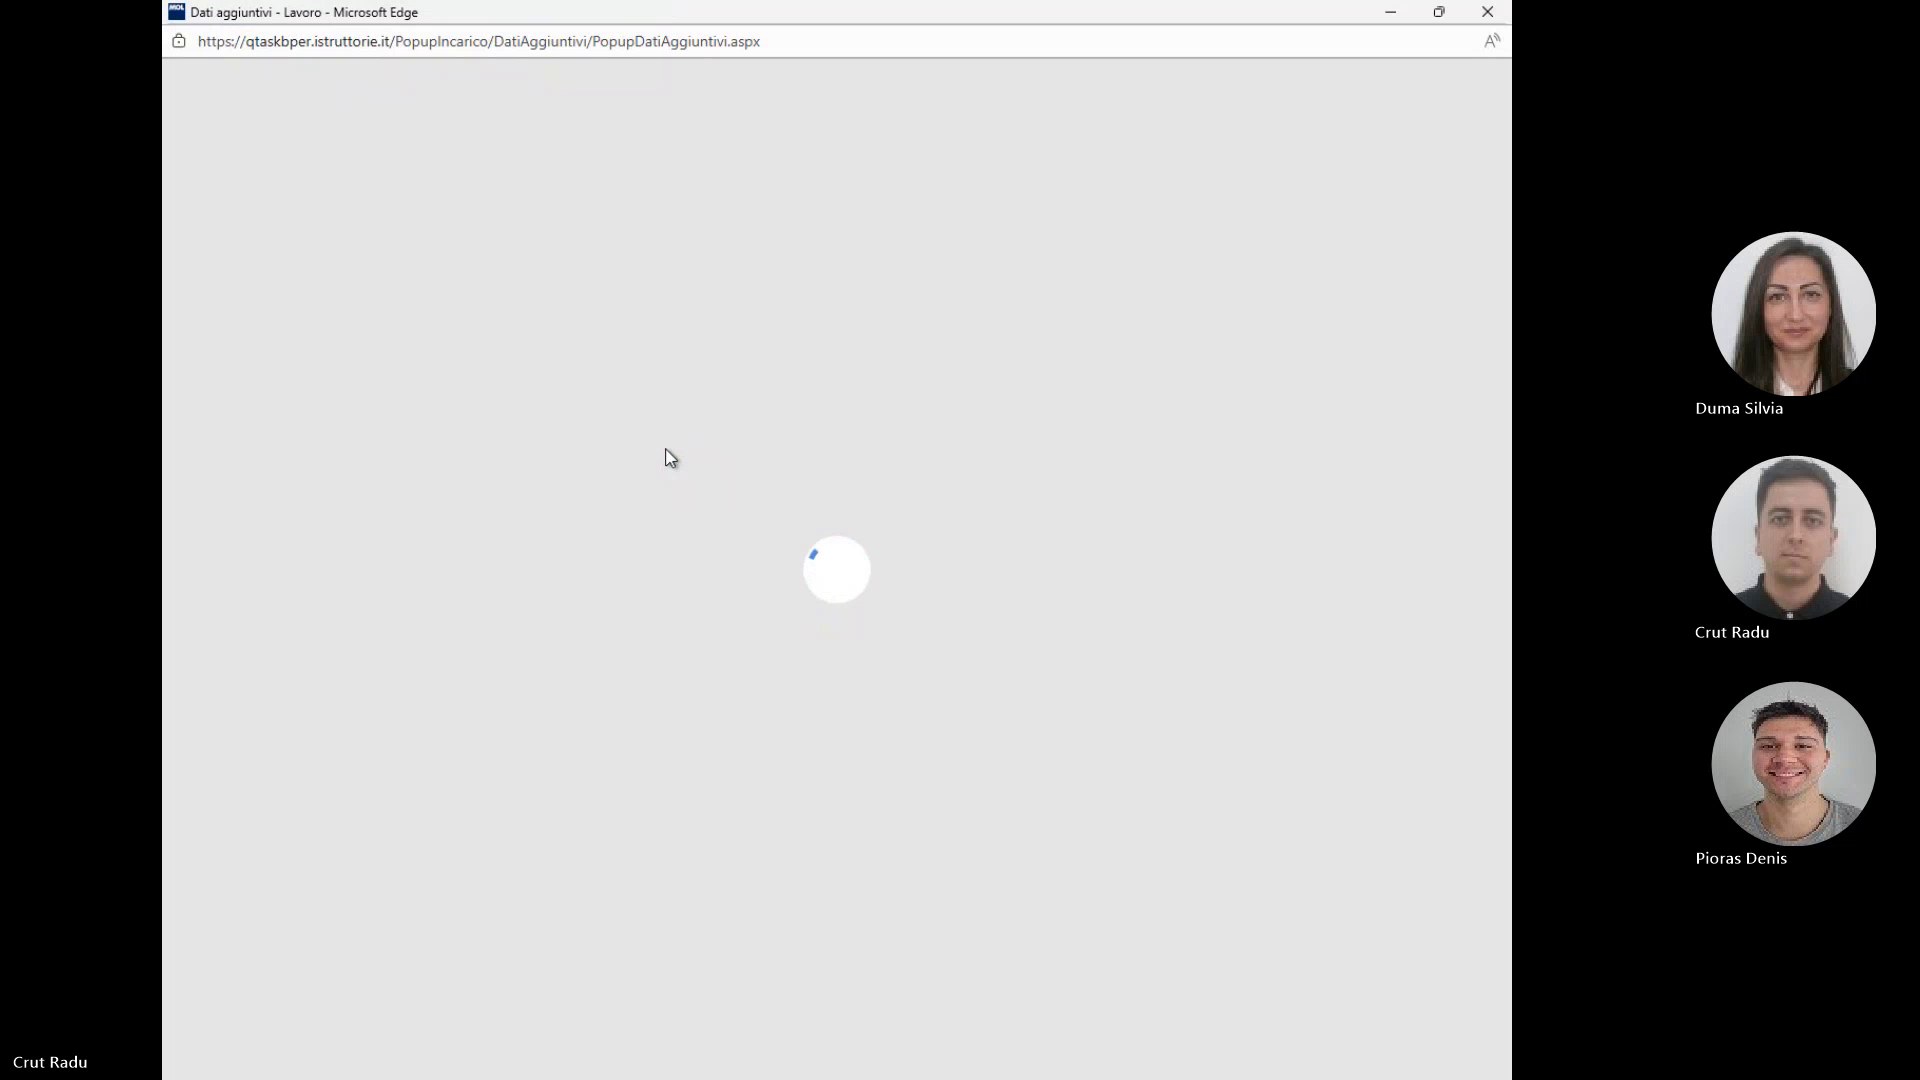 MOL
Dati aggiuntivi - Lavoro - Microsoft Edge
https://qtaskbper.istruttorie.it/PopupIncarico/DatiAggiuntivi/PopupDatiAggiuntivi.aspx
Duma Silvia
Crut Radu
Pioras Denis
Crut Radu